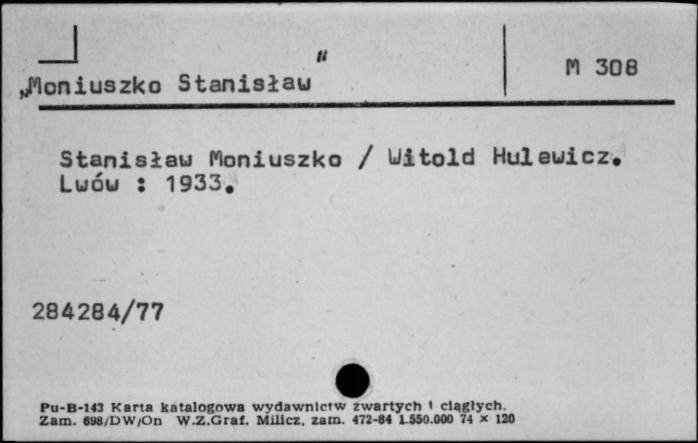 „Moniuszko Stanisław“
M 308
Stanisław Moniuszko / Witold Hulewicz.
Lwów : 1933.
284284/77
Pu-B-143 Karta katalogowa wydawnictw zwartych i ciągłych.
Zam. 698/DW/On W.Z.Graf. Milicz, zam. 472-84 1.550.000 74 × 120